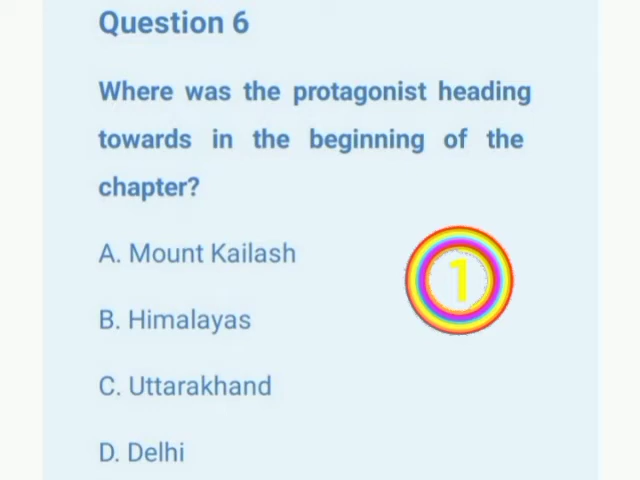 Question 6
Where was the protagonist heading
towards in the beginning of the
chapter?
A. Mount Kailash
1
B. Himalayas
C. Uttarakhand
D. Delhi